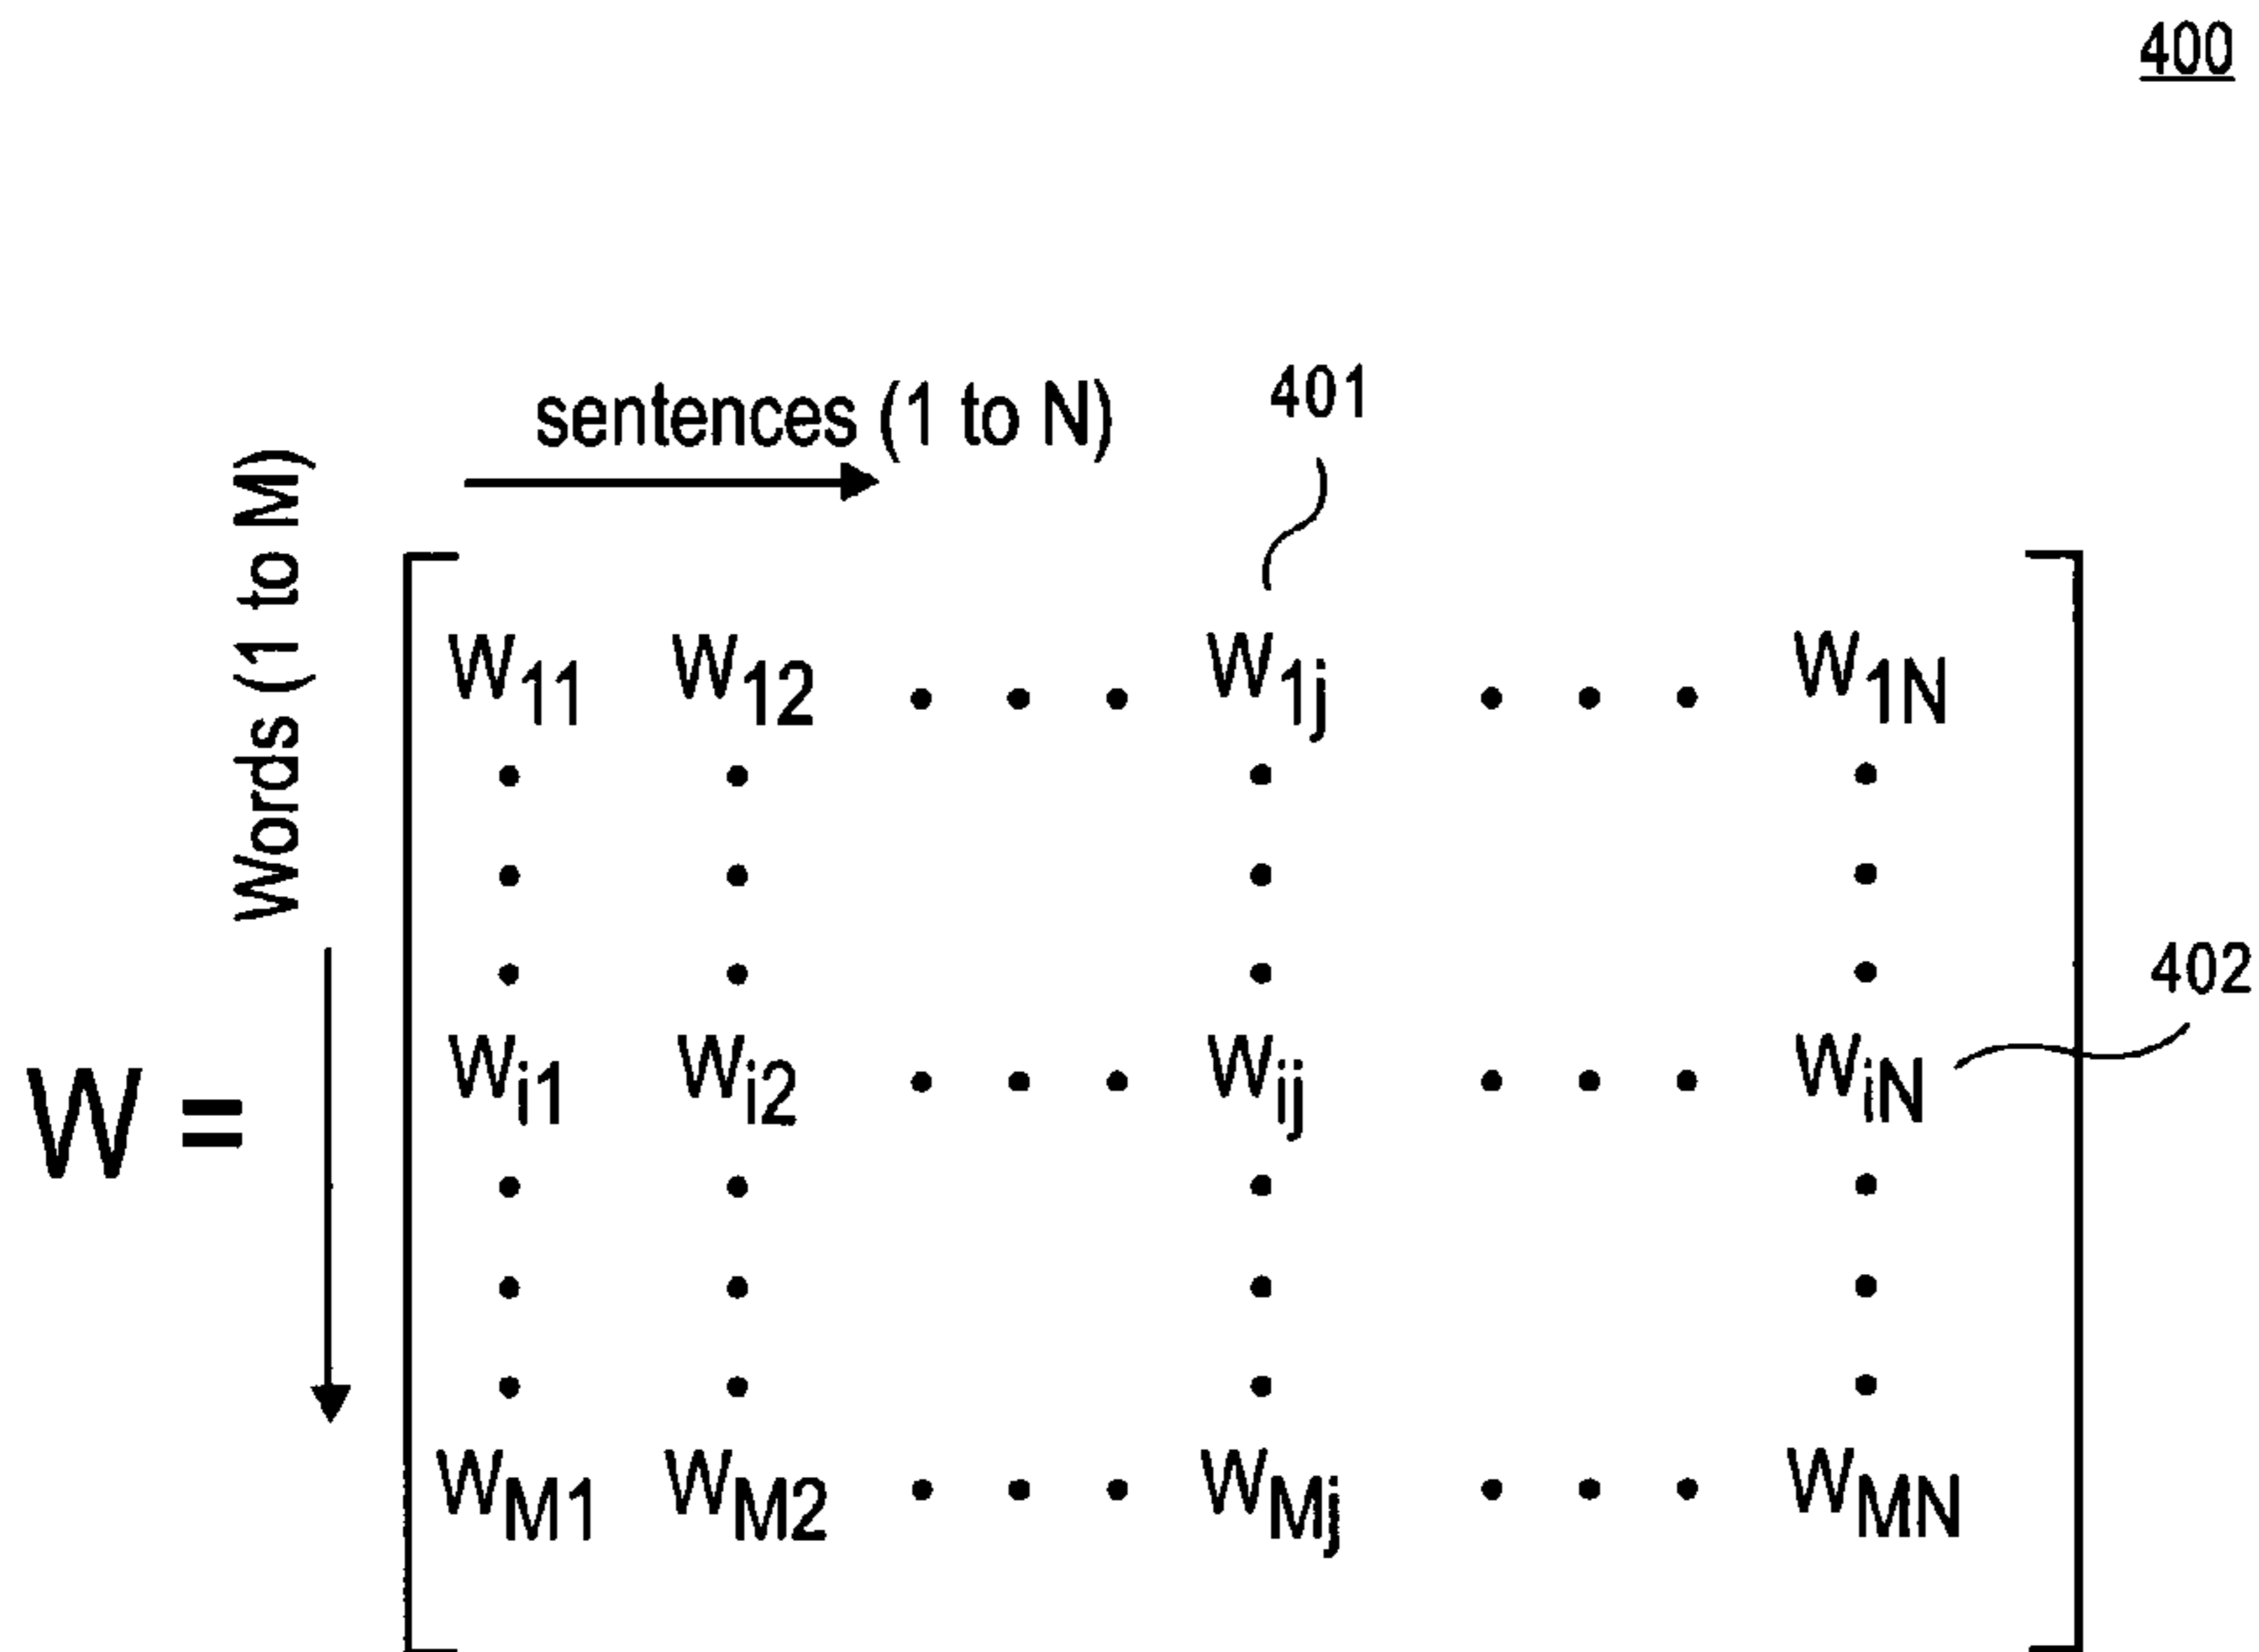 400
sentences (1 to N)
401
Words (1 to M)
W11 W12 . . . W1j . . . W1N
402
W =
Wi1 Wi2 . . . Wij . . . WiN
WM1 WM2 . . . WMj . . . WMN